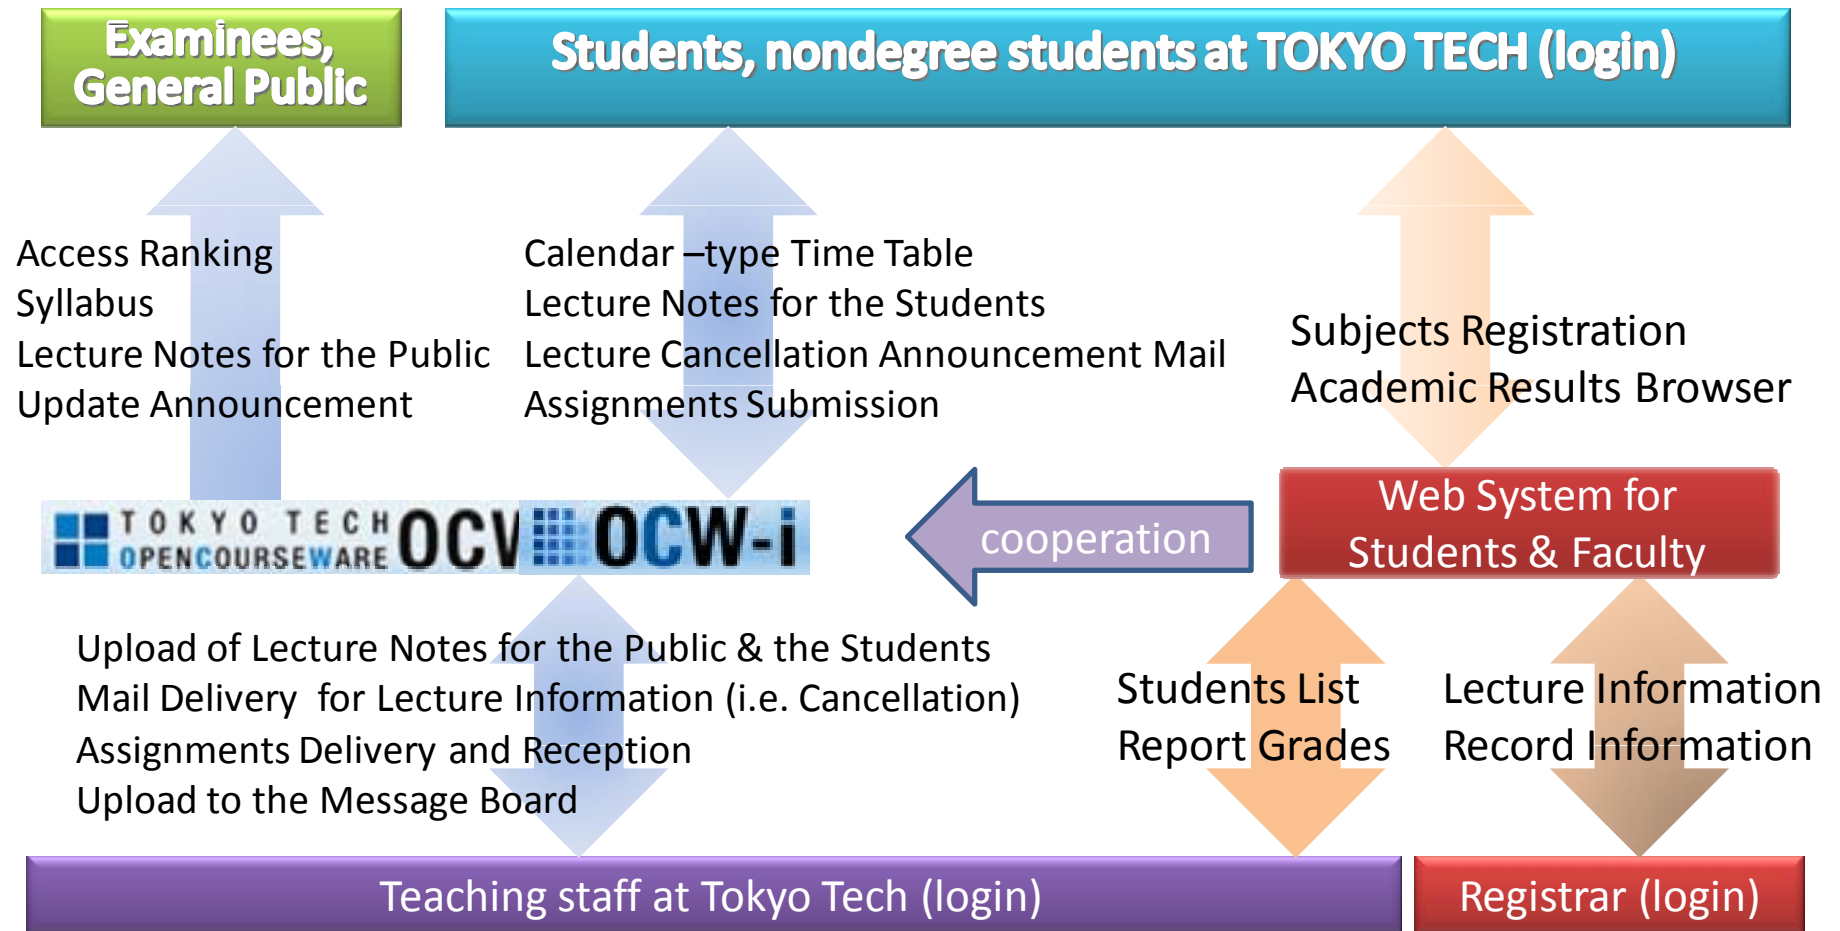 Examinees,
General Public
Students, nondegree students at TOKYO TECH (login)
Access Ranking
Syllabus
Lecture Notes for the Public
Update Announcement
Calendar –type Time Table
Lecture Notes for the Students
Lecture Cancellation Announcement Mail
Assignments Submission
Subjects Registration
Academic Results Browser
TOKYO TECH
OPENCOURSEWARE
OCW-i
cooperation
Web System for
Students & Faculty
Upload of Lecture Notes for the Public & the Students
Mail Delivery for Lecture Information (i.e. Cancellation)
Assignments Delivery and Reception
Upload to the Message Board
Students List
Report Grades
Lecture Information
Record Information
Teaching staff at Tokyo Tech (login)
Registrar (login)